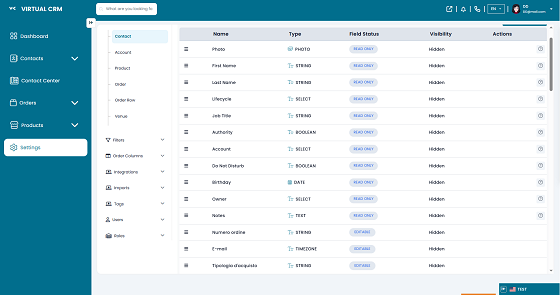 VIRTUAL CRM
What are you looking fo
EN
DG
Dashboard
Contacts
Contact Center
Orders
Products
Settings
Contact
Account
Product
Order
Order Row
Venue
Filters
Order Columns
Integrations
Imports
Tags
Users
Roles
Name Type Field Status Visibility Actions
Photo PHOTO READ ONLY Hidden
First Name STRING READ ONLY Hidden
Last Name STRING READ ONLY Hidden
Lifecycle SELECT READ ONLY Hidden
Job Title STRING READ ONLY Hidden
Authority BOOLEAN READ ONLY Hidden
Account SELECT READ ONLY Hidden
Do Not Disturb BOOLEAN READ ONLY Hidden
Birthday DATE READ ONLY Hidden
Owner SELECT READ ONLY Hidden
Notes TEXT READ ONLY Hidden
Numero ordine STRING EDITABLE Hidden
E-mail TIMEZONE EDITABLE Hidden
Tipologia d'acquisto STRING EDITABLE Hidden
TEST